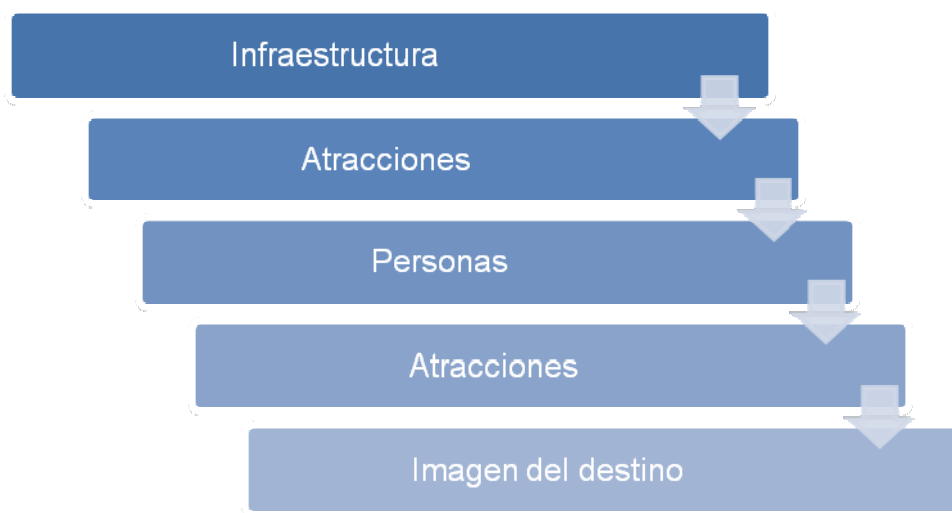 Infraestructura
Atracciones
Personas
Atracciones
Imagen del destino